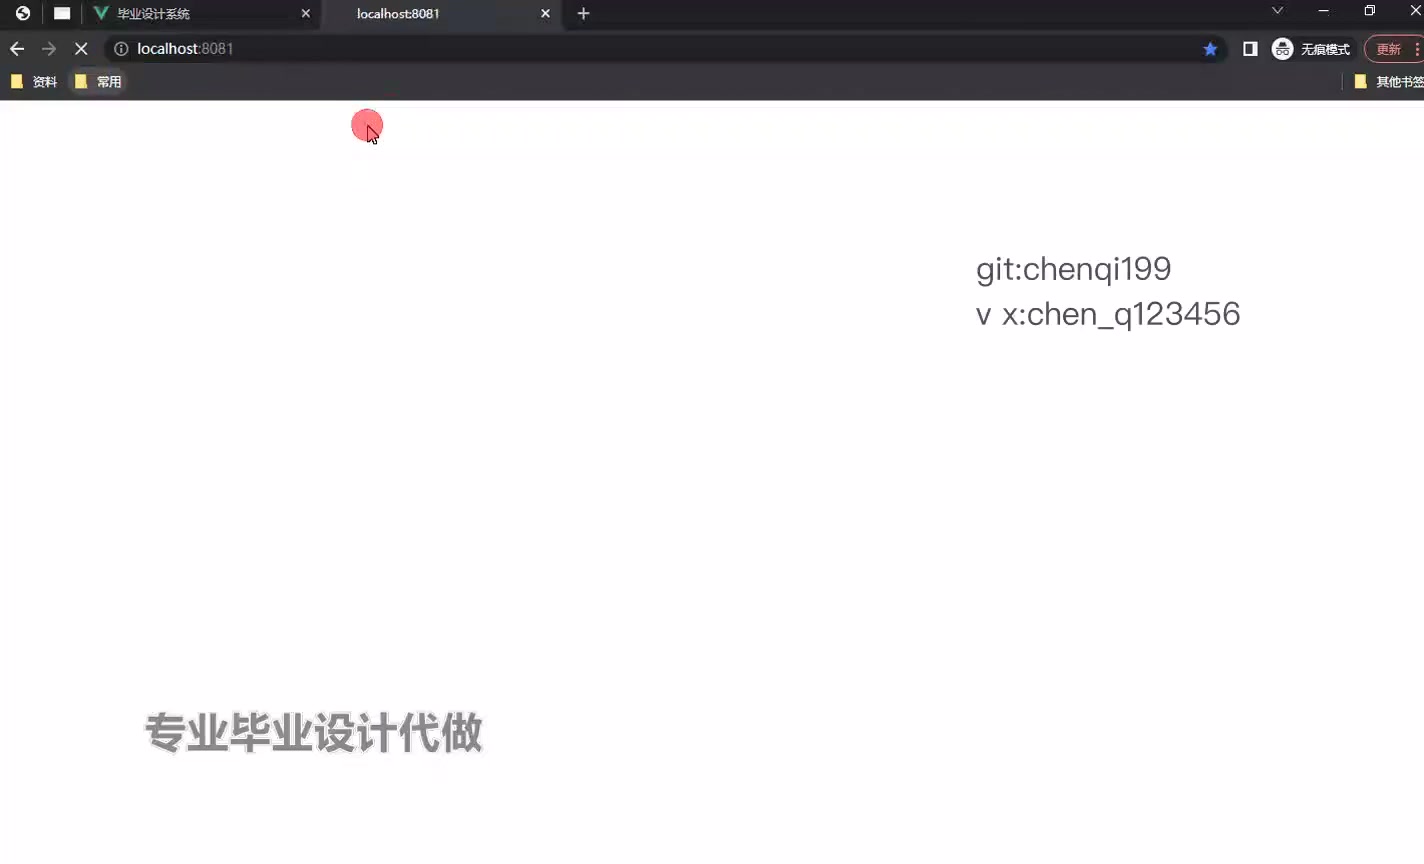 毕业设计系统
localhost:8081
localhost:8081
无痕模式
更新
资料
常用
其他书签
git:chenqi199
v x:chen_q123456
专业毕业设计代做